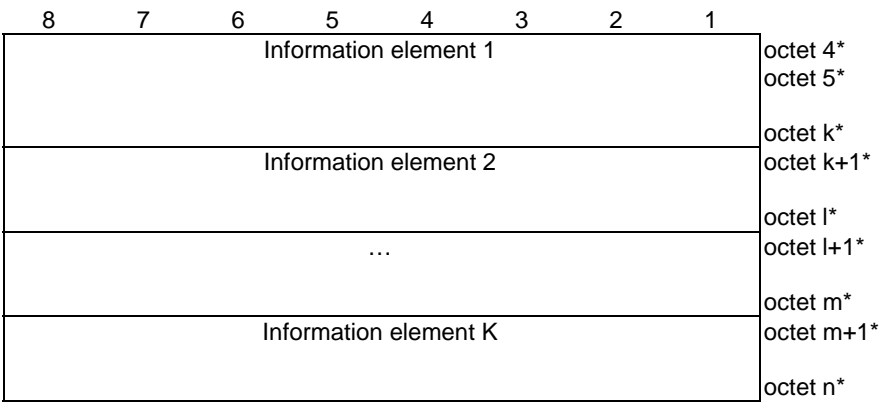 8 7 6 5 4 3 2 1
Information element 1 octet 4*
octet 5*
octet k*
Information element 2 octet k+1*
octet l*
… octet l+1*
octet m*
Information element K octet m+1*
octet n*